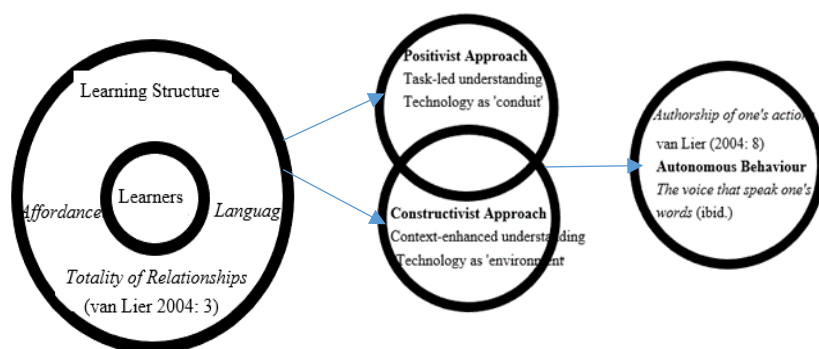 Learning Structure
Learners
Affordance
Languag
Totality of Relationships
(van Lier 2004: 3)
Positivist Approach
Task-led understanding
Technology as 'conduit'
Constructivist Approach
Context-enhanced understanding
Technology as 'environment'
Authorship of one's actions
van Lier (2004: 8)
Autonomous Behaviour
The voice that speak one's
words (ibid.)